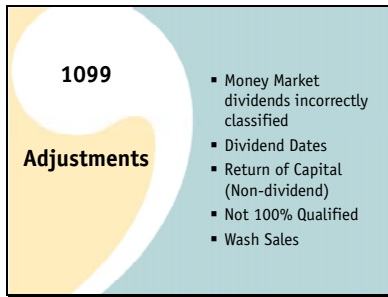 1099
Adjustments
▪ Money Market
dividends incorrectly
classified
▪ Dividend Dates
▪ Return of Capital
(Non-dividend)
▪ Not 100% Qualified
▪ Wash Sales